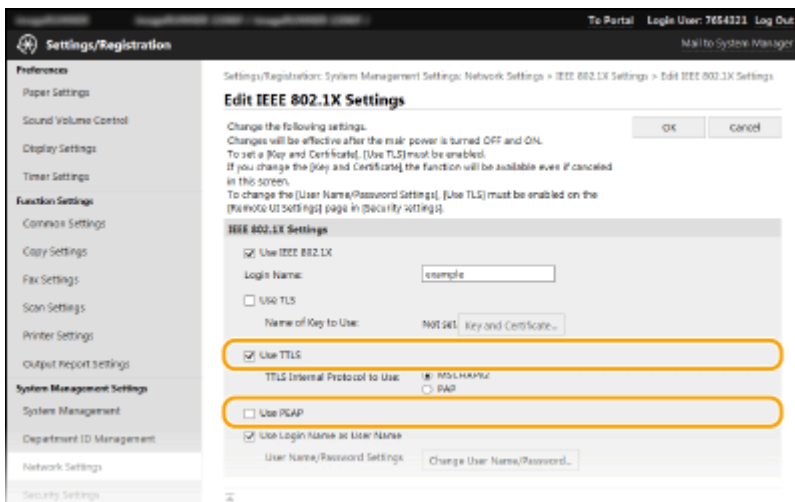 To Portal Login User: 7654321 Log Out
Settings/Registration
Mail to System Manager
Preferences
Paper Settings
Sound Volume Control
Display Settings
Timer Settings
Function Settings
Common Settings
Copy Settings
Fax Settings
Scan Settings
Printer Settings
Output Report Settings
System Management Settings
System Management
Department ID Management
Network Settings
Security Settings
Settings/Registration: System Management Settings: Network Settings > IEEE 802.1X Settings > Edit IEEE 802.1X Settings
Edit IEEE 802.1X Settings
OK Cancel
Change the following settings.
Changes will be effective after the main power is turned OFF and ON.
To set a [Key and Certificate], [Use TLS] must be enabled.
If you change the [Key and Certificate], the function will be available even if canceled
in this screen.
To change the [User Name/Password Settings], [Use TLS] must be enabled on the
[Remote UI Settings] page in [Security Settings].
IEEE 802.1X Settings
Use IEEE 802.1X
Login Name: example
Use TLS
Name of Key to Use: Not set Key and Certificate...
Use TTLS
TTLS Internal Protocol to Use: MSCHAPv2
PAP
Use PEAP
Use Login Name as User Name
User Name/Password Settings Change User Name/Password...